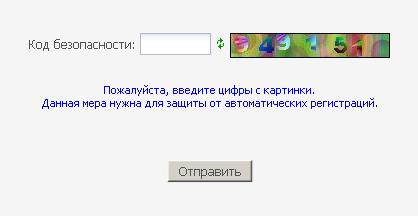 Код безопасности:
Пожалуйста, введите цифры с картинки.
Данная мера нужна для защиты от автоматических регистраций.
Отправить